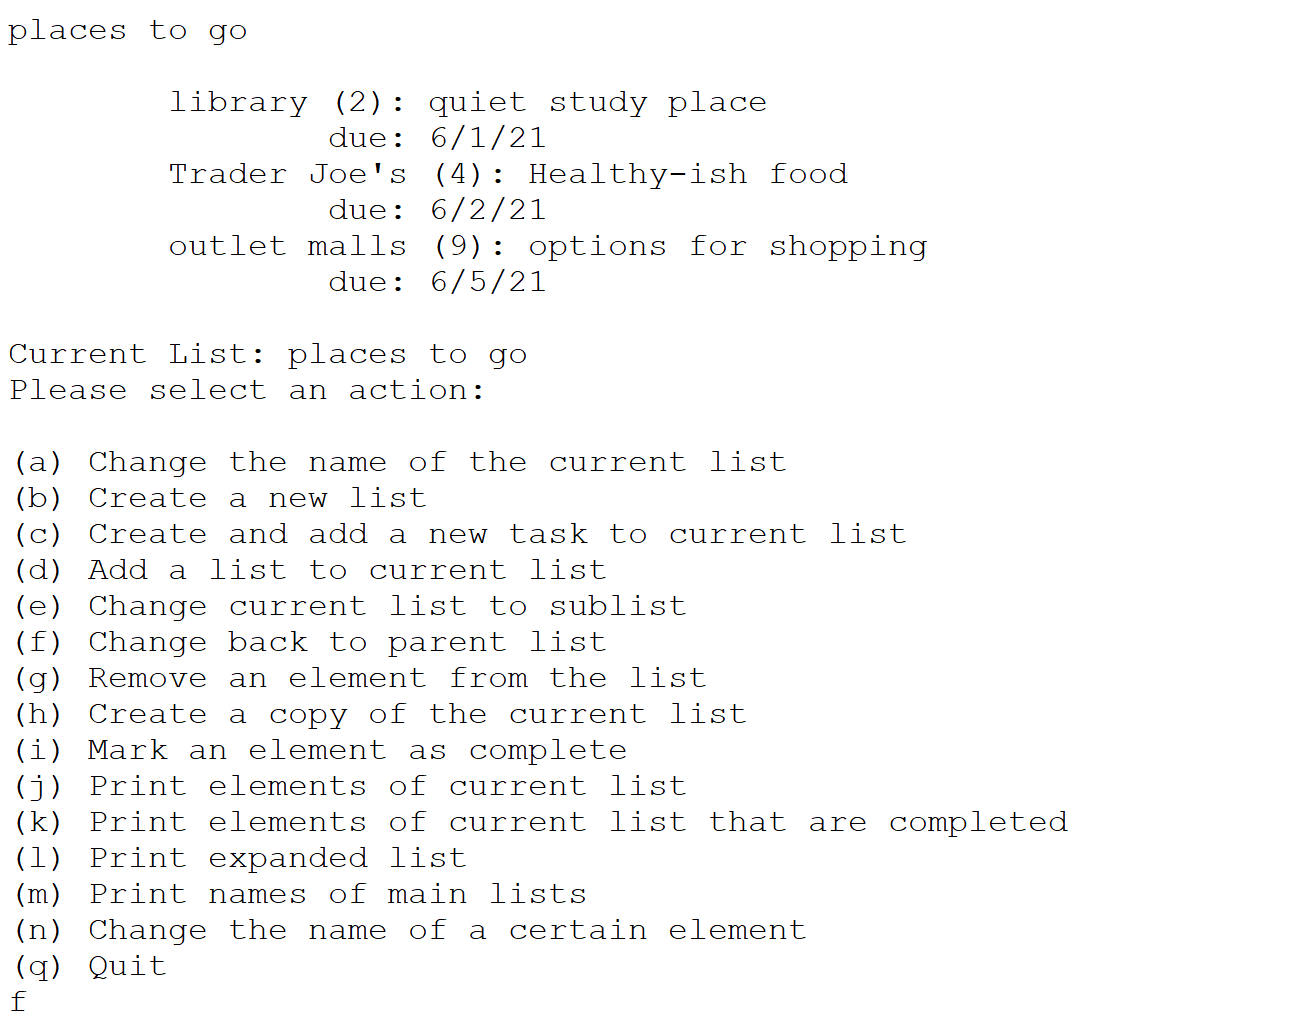 places to go
library (2): quiet study place
due: 6/1/21
Trader Joe's (4): Healthy-ish food
due: 6/2/21
outlet malls (9): options for shopping
due: 6/5/21
Current List: places to go
Please select an action:
(a) Change the name of the current list
(b) Create a new list
(c) Create and add a new task to current list
(d) Add a list to current list
(e) Change current list to sublist
(f) Change back to parent list
(g) Remove an element from the list
(h) Create a copy of the current list
(i) Mark an element as complete
(j) Print elements of current list
(k) Print elements of current list that are completed
(l) Print expanded list
(m) Print names of main lists
(n) Change the name of a certain element
(q) Quit
f